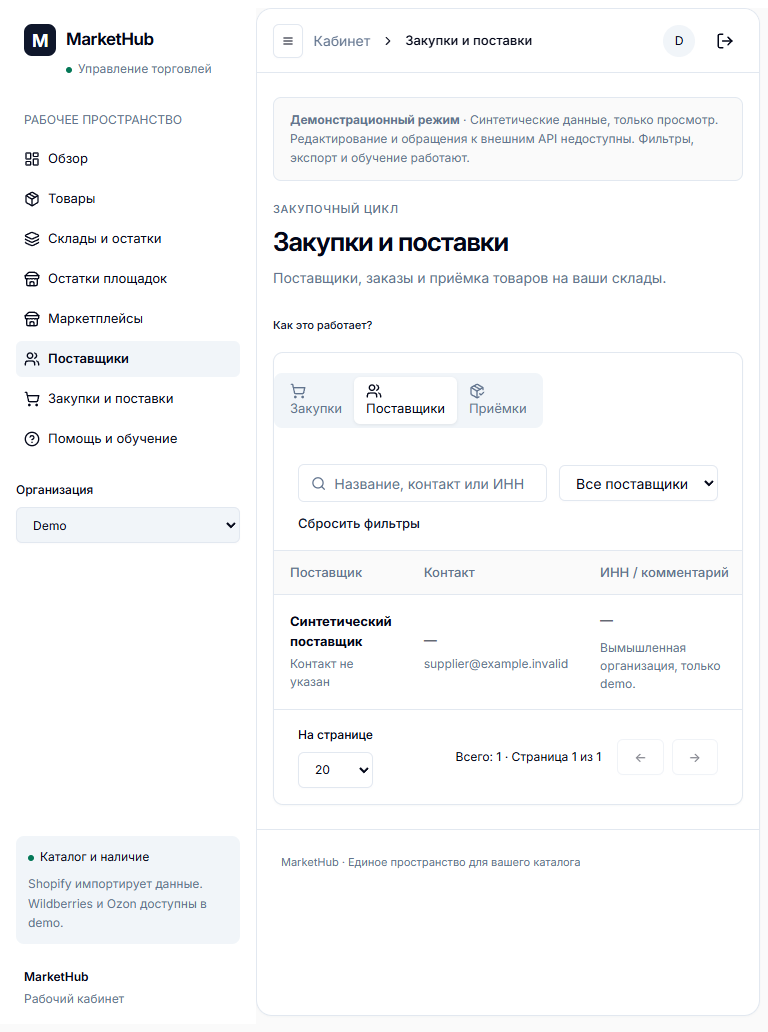 M MarketHub
Управление торговлей
РАБОЧЕЕ ПРОСТРАНСТВО
Обзор
Товары
Склады и остатки
Остатки площадок
Маркетплейсы
Поставщики
Закупки и поставки
Помощь и обучение
Организация
Demo
Каталог и наличие
Shopify импортирует данные.
Wildberries и Ozon доступны в
demo.
MarketHub
Рабочий кабинет
Кабинет > Закупки и поставки
D
Демонстрационный режим · Синтетические данные, только просмотр.
Редактирование и обращения к внешним API недоступны. Фильтры,
экспорт и обучение работают.
ЗАКУПОЧНЫЙ ЦИКЛ
Закупки и поставки
Поставщики, заказы и приёмка товаров на ваши склады.
Как это работает?
Закупки Поставщики Приёмки
Название, контакт или ИНН Все поставщики
Сбросить фильтры
Поставщик Контакт ИНН / комментарий
Синтетический
поставщик
Контакт не
указан
—
supplier@example.invalid
—
Вымышленная
организация, только
demo.
На странице
20
Всего: 1 · Страница 1 из 1 ← →
MarketHub · Единое пространство для вашего каталога